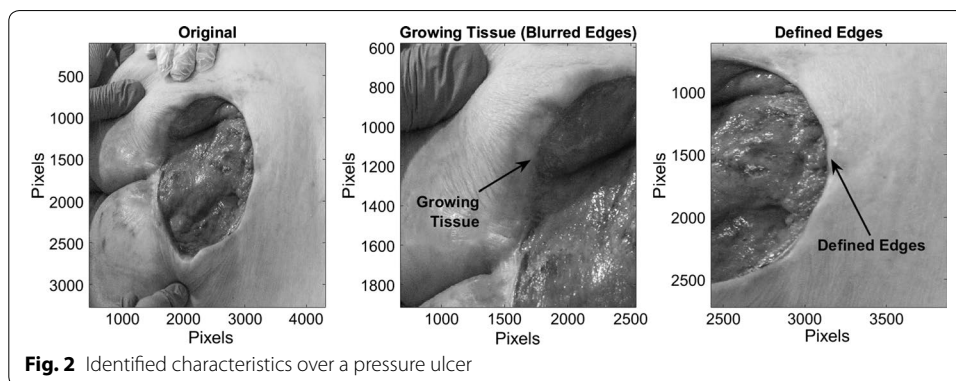 Original
Growing Tissue (Blurred Edges)
Defined Edges
Pixels
500
1000
1500
2000
2500
3000
1000 2000 3000 4000
Pixels
Pixels
600
800
1000
1200
1400
1600
1800
Growing
Tissue
1000 1500 2000 2500
Pixels
Pixels
1000
1500
2000
2500
Defined Edges
2500 3000 3500
Pixels
Fig. 2 Identified characteristics over a pressure ulcer